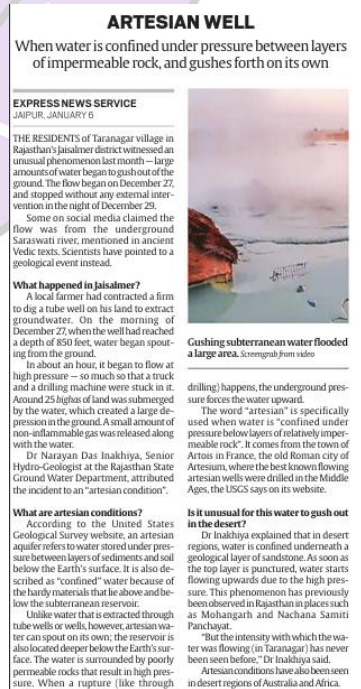 ARTESIAN WELL
When water is confined under pressure between layers
of impermeable rock, and gushes forth on its own
EXPRESS NEWS SERVICE
JAIPUR, JANUARY 6
THE RESIDENTS of Taranagar village in
Rajasthan's Jaisalmer district witnessed an
unusual phenomenon last month — large
amounts of water began to gush out of the
ground. The flow began on December 27,
and stopped without any external inter-
vention in the night of December 29.
Some on social media claimed the
flow was from the underground
Saraswati river, mentioned in ancient
Vedic texts. Scientists have pointed to a
geological event instead.
What happened in Jaisalmer?
A local farmer had contracted a firm
to dig a tube well on his land to extract
groundwater. On the morning of
December 27, when the well had reached
a depth of 850 feet, water began spout-
ing from the ground.
In about an hour, it began to flow at
high pressure — so much so that a truck
and a drilling machine were stuck in it.
Around 25 bighas of land was submerged
by the water, which created a large de-
pression in the ground. A small amount of
non-inflammable gas was released along
with the water.
Dr Narayan Das Inakhiya, Senior
Hydro-Geologist at the Rajasthan State
Ground Water Department, attributed
the incident to an "artesian condition".
What are artesian conditions?
According to the United States
Geological Survey website, an artesian
aquifer refers to water stored under pres-
sure between layers of sediments and soil
below the Earth's surface. It is also de-
scribed as "confined" water because of
the hardy materials that lie above and be-
low the subterranean reservoir.
Unlike water that is extracted through
tube wells or wells, however, artesian wa-
ter can spout on its own; the reservoir is
also located deeper below the Earth's sur-
face. The water is surrounded by poorly
permeable rocks that result in high pres-
sure. When a rupture (like through
Gushing subterranean water flooded
a large area. Screengrab from video
drilling) happens, the underground pres-
sure forces the water upward.
The word "artesian" is specifically
used when water is "confined under
pressure below layers of relatively imper-
meable rock". It comes from the town of
Artois in France, the old Roman city of
Artesium, where the best known flowing
artesian wells were drilled in the Middle
Ages, the USGS says on its website.
Is it unusual for this water to gush out
in the desert?
Dr Inakhiya explained that in desert
regions, water is confined underneath a
geological layer of sandstone. As soon as
the top layer is punctured, water starts
flowing upwards due to the high pres-
sure. This phenomenon has previously
been observed in Rajasthan in places such
as Mohangarh and Nachana Samiti
Panchayat.
"But the intensity with which the wa-
ter was flowing (in Taranagar) has never
been seen before," Dr Inakhiya said.
Artesian conditions have also been seen
in desert regions of Australia and Africa.